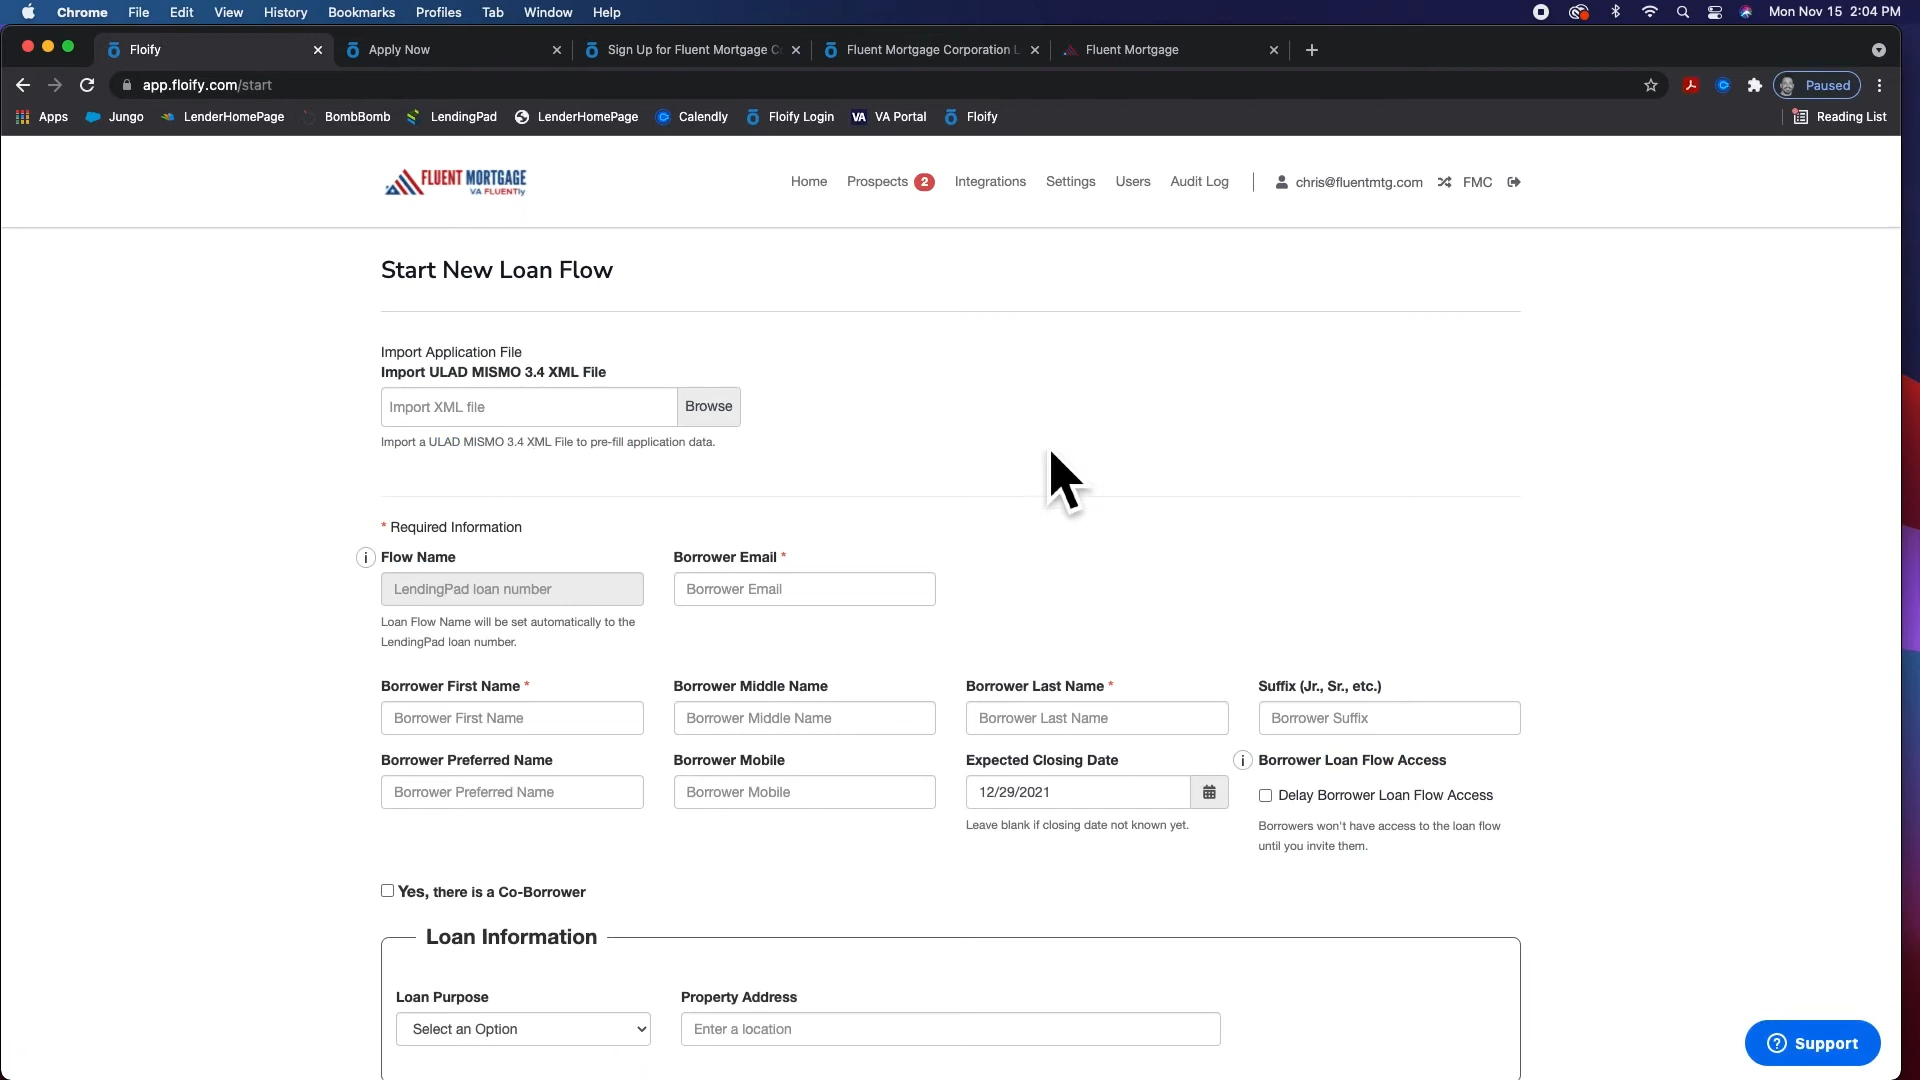 Chrome File Edit View History Bookmarks Profiles Tab Window Help Mon Nov 15 2:04 PM
Floify Apply Now Sign Up for Fluent Mortgage Co Fluent Mortgage Corporation L Fluent Mortgage
app.floify.com/start Paused
Apps Jungo LenderHomePage BombBomb LendingPad LenderHomePage Calendly Floify Login VA VA Portal Floify Reading List
FLUENT MORTGAGE
VA FLUENTly
Home Prospects 2 Integrations Settings Users Audit Log chris@fluentmtg.com FMC
Start New Loan Flow
Import Application File
Import ULAD MISMO 3.4 XML File
Import XML file Browse
Import a ULAD MISMO 3.4 XML File to pre-fill application data.
* Required Information
i Flow Name Borrower Email *
LendingPad loan number Borrower Email
Loan Flow Name will be set automatically to the
LendingPad loan number.
Borrower First Name * Borrower Middle Name Borrower Last Name * Suffix (Jr., Sr., etc.)
Borrower First Name Borrower Middle Name Borrower Last Name Borrower Suffix
Borrower Preferred Name Borrower Mobile Expected Closing Date i Borrower Loan Flow Access
Borrower Preferred Name Borrower Mobile 12/29/2021 Delay Borrower Loan Flow Access
Leave blank if closing date not known yet. Borrowers won't have access to the loan flow
until you invite them.
Yes, there is a Co-Borrower
Loan Information
Loan Purpose Property Address
Select an Option Enter a location
? Support